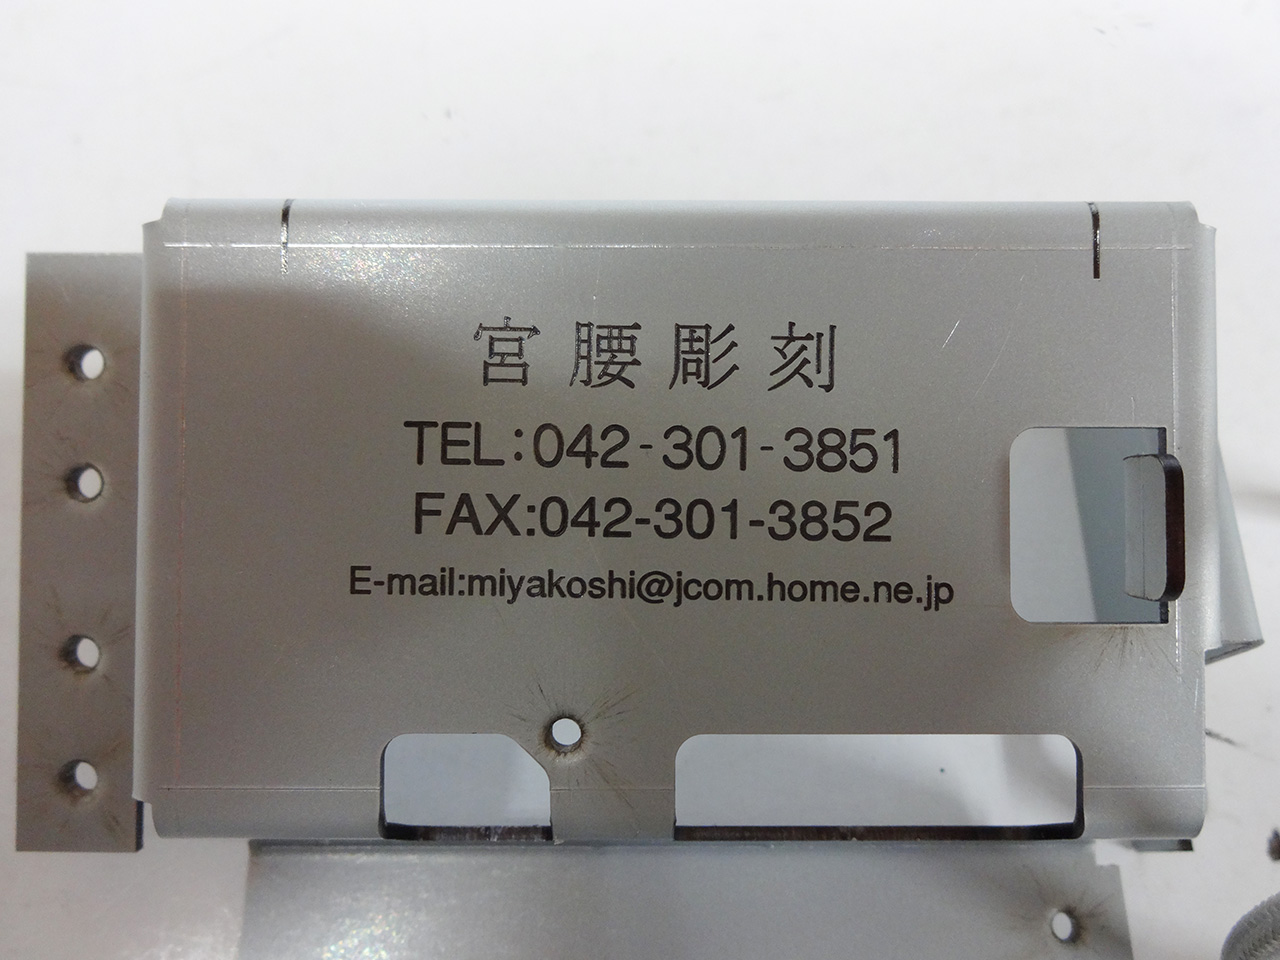 宮腰彫刻
TEL:042-301-3851
FAX:042-301-3852
E-mail:miyakoshi@jcom.home.ne.jp